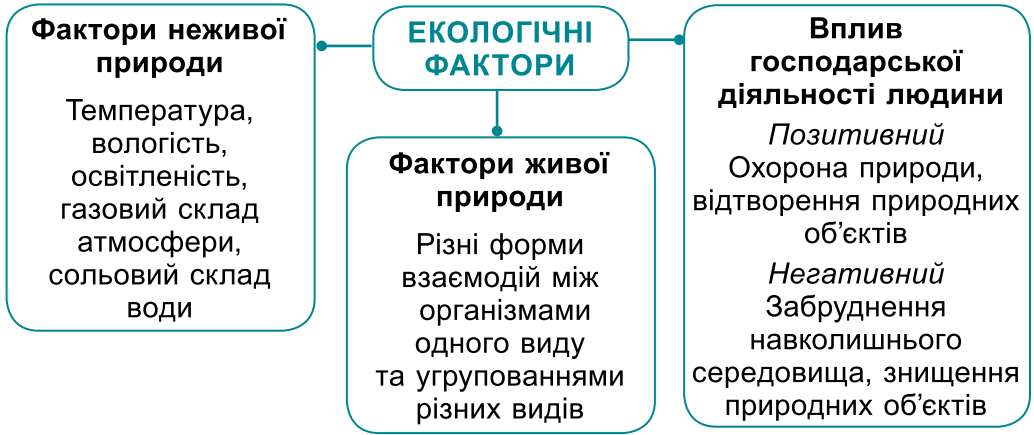 ЕКОЛОГІЧНІ
ФАКТОРИ
Фактори неживої
природи
Температура,
вологість,
освітленість,
газовий склад
атмосфери,
сольовий склад
води
Фактори живої
природи
Різні форми
взаємодій між
організмами
одного виду
та угрупованнями
різних видів
Вплив
господарської
діяльності людини
Позитивний
Охорона природи,
відтворення природних
об’єктів
Негативний
Забруднення
навколишнього
середовища, знищення
природних об’єктів